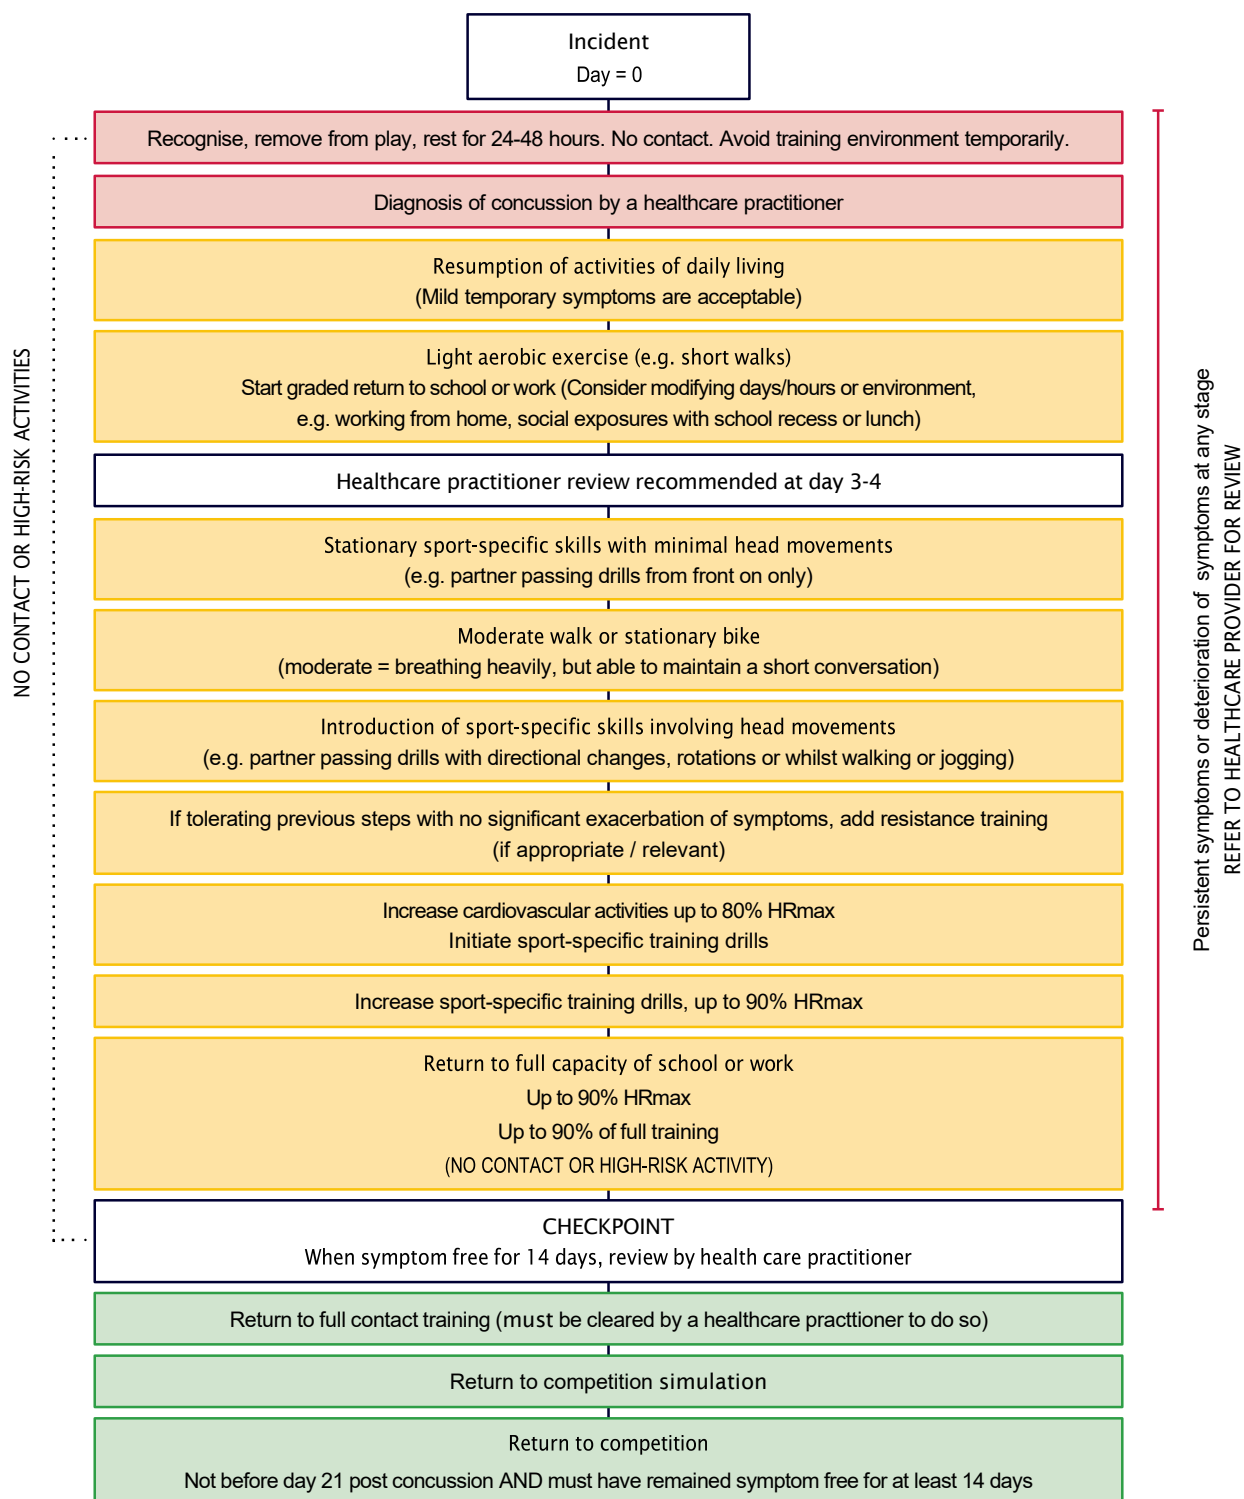 Incident
Day = 0
Recognise, remove from play, rest for 24-48 hours. No contact. Avoid training environment temporarily.
Diagnosis of concussion by a healthcare practitioner
Resumption of activities of daily living
(Mild temporary symptoms are acceptable)
Light aerobic exercise (e.g. short walks)
Start graded return to school or work (Consider modifying days/hours or environment,
e.g. working from home, social exposures with school recess or lunch)
Healthcare practitioner review recommended at day 3-4
Stationary sport-specific skills with minimal head movements
(e.g. partner passing drills from front on only)
Moderate walk or stationary bike
(moderate = breathing heavily, but able to maintain a short conversation)
Introduction of sport-specific skills involving head movements
(e.g. partner passing drills with directional changes, rotations or whilst walking or jogging)
If tolerating previous steps with no significant exacerbation of symptoms, add resistance training
(if appropriate / relevant)
Increase cardiovascular activities up to 80% HRmax
Initiate sport-specific training drills
Increase sport-specific training drills, up to 90% HRmax
Return to full capacity of school or work
Up to 90% HRmax
Up to 90% of full training
(NO CONTACT OR HIGH-RISK ACTIVITY)
CHECKPOINT
When symptom free for 14 days, review by health care practitioner
Return to full contact training (must be cleared by a healthcare practtioner to do so)
Return to competition simulation
Return to competition
Not before day 21 post concussion AND must have remained symptom free for at least 14 days
NO CONTACT OR HIGH-RISK ACTIVITIES
Persistent symptoms or deterioration of symptoms at any stage
REFER TO HEALTHCARE PROVIDER FOR REVIEW